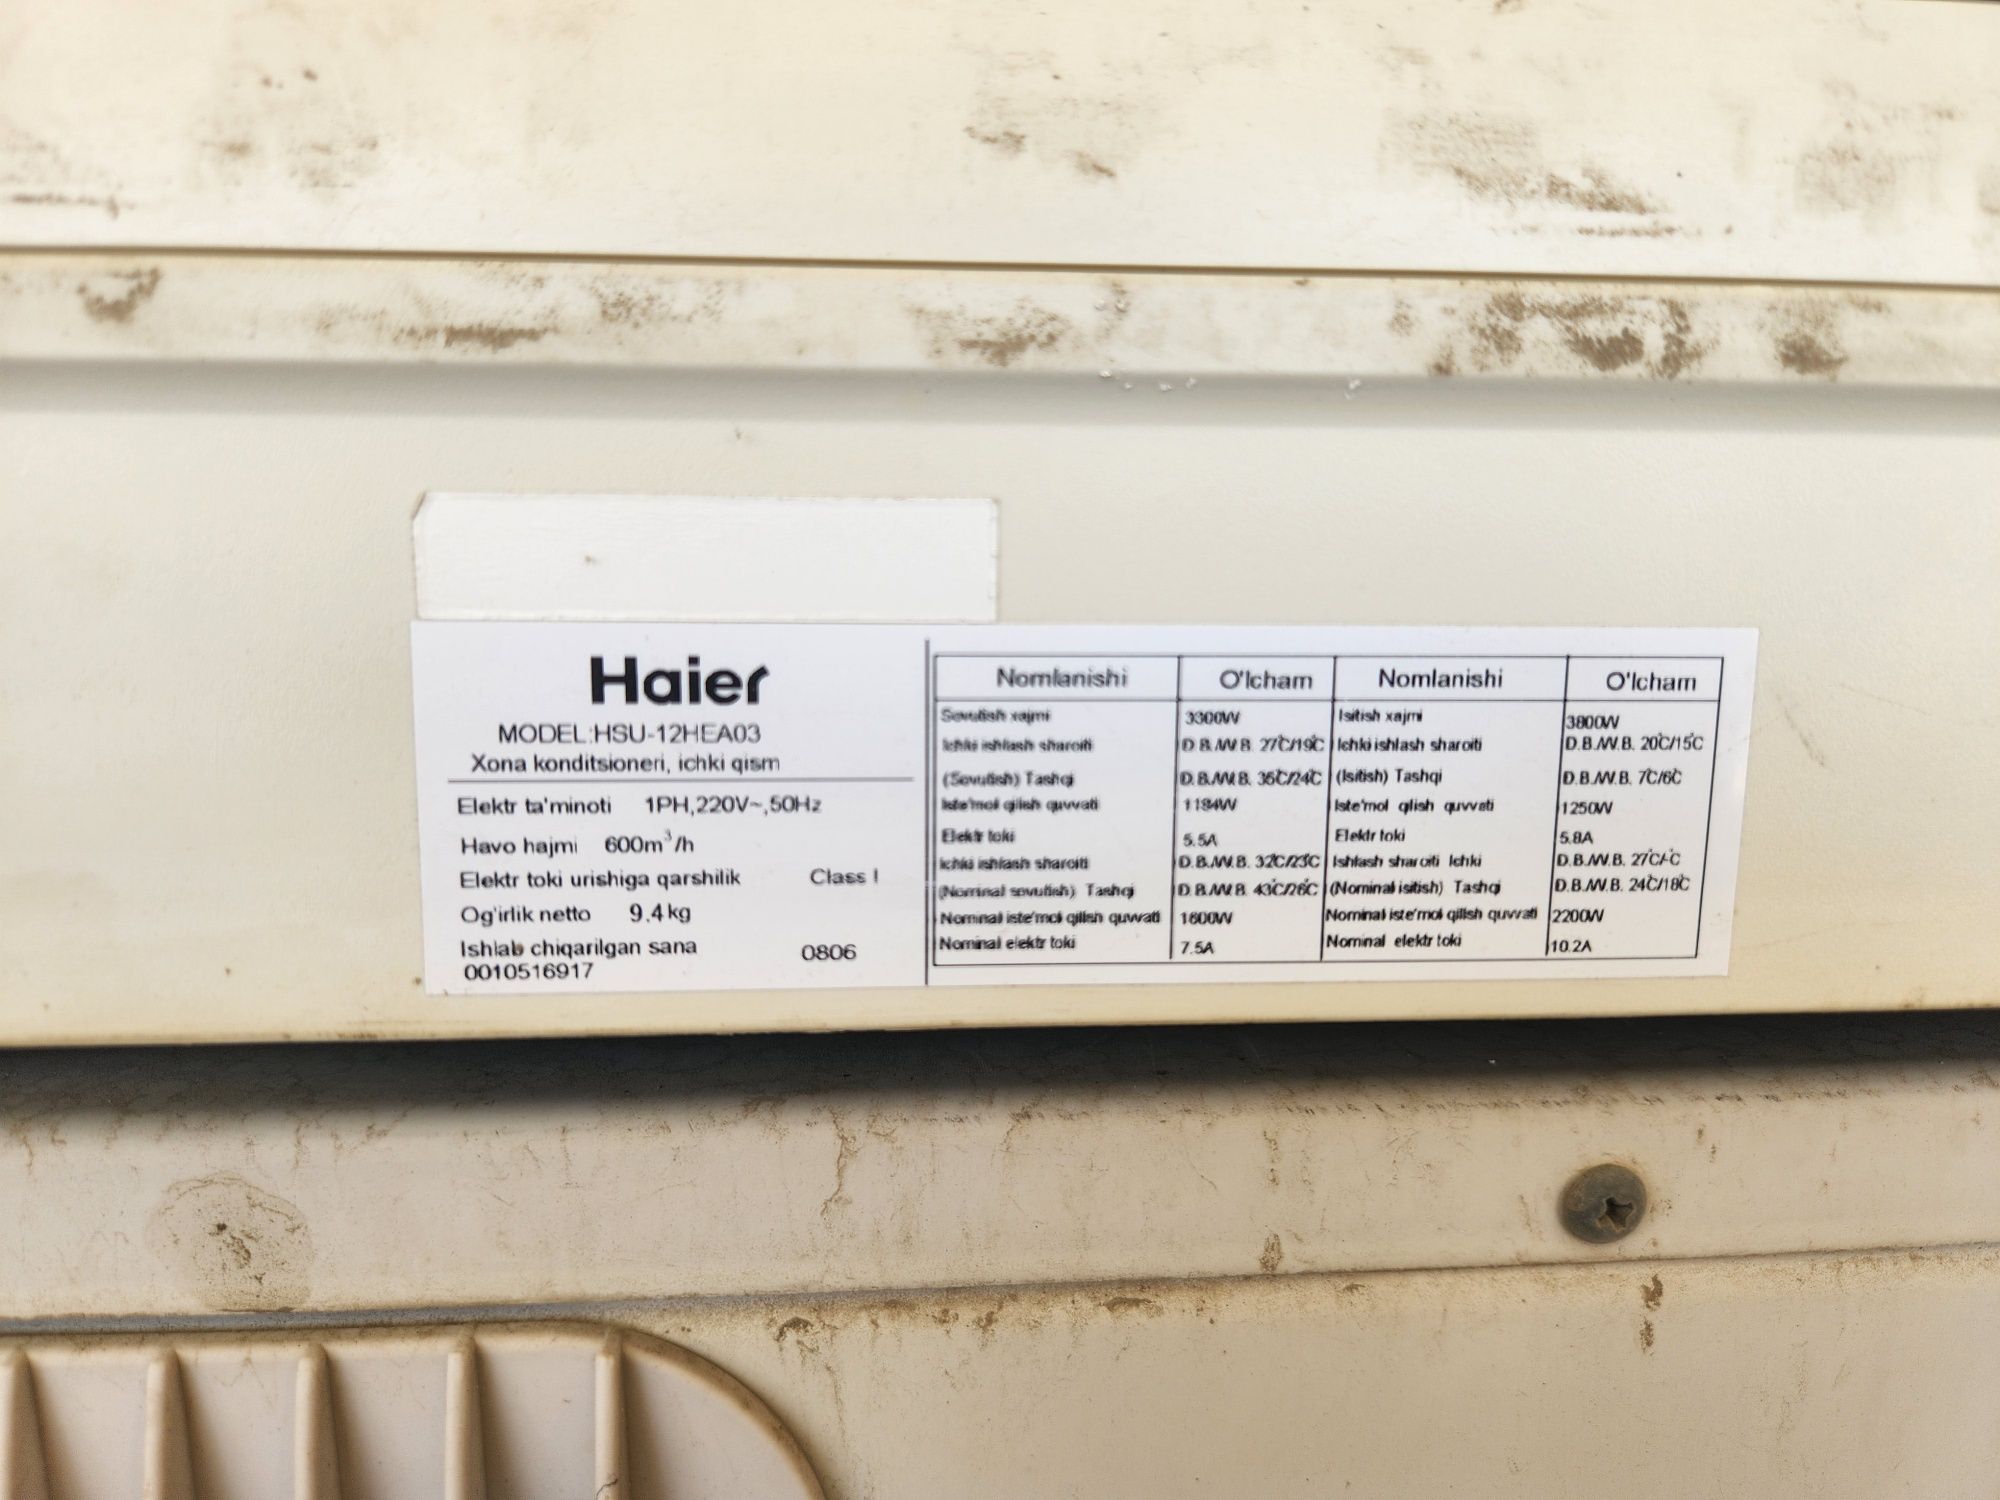 Haier
MODEL:HSU-12HEA03
Xona konditsioneri, ichki qism
Elektr ta'minoti 1PH,220V~,50Hz
Havo hajmi 600m³/h
Elektr toki urishiga qarshilik Class I
Og'irlik netto 9.4kg
Ishlab chiqarilgan sana 0806
0010516917
Nomlanishi O'lcham Nomlanishi O'lcham
Sovutish xajmi 3300W Isitish xajmi 3800W
Ichki ishlash sharoiti D.B./W.B. 27℃/19℃ Ichki ishlash sharoiti D.B./W.B. 20℃/15℃
(Sovutish) Tashqi D.B./W.B. 35℃/24℃ (Isitish) Tashqi D.B./W.B. 7℃/6℃
Iste'mol qilish quvvati 1184W Iste'mol qilish quvvati 1250W
Elektr toki 5.5A Elektr toki 5.8A
Ichki ishlash sharoiti D.B./W.B. 32℃/23℃ Ishlash sharoiti Ichki D.B./W.B. 27℃/-℃
(Nominal sovutish) Tashqi D.B./W.B. 43℃/26℃ (Nominal isitish) Tashqi D.B./W.B. 24℃/18℃
Nominal iste'mol qilish quvvati 1600W Nominal iste'mol qilish quvvati 2200W
Nominal elektr toki 7.5A Nominal elektr toki 10.2A